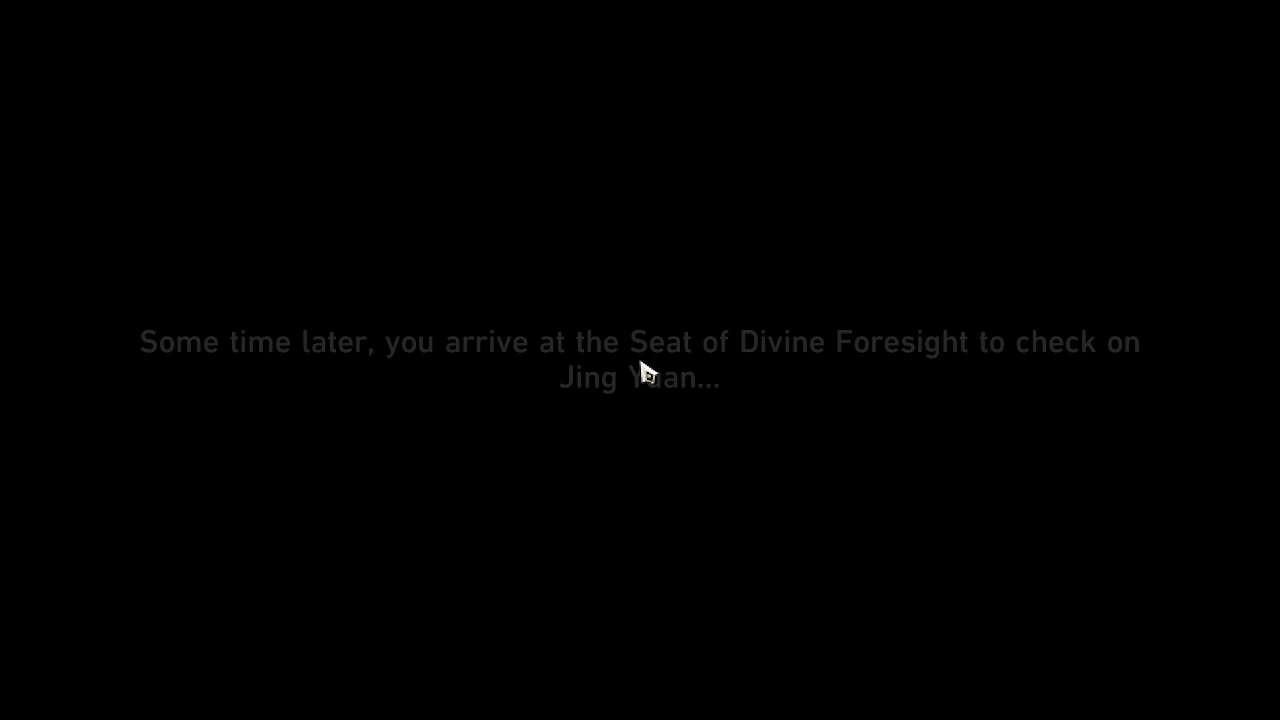 Some time later, you arrive at the Seat of Divine Foresight to check on
Jing Yuan...